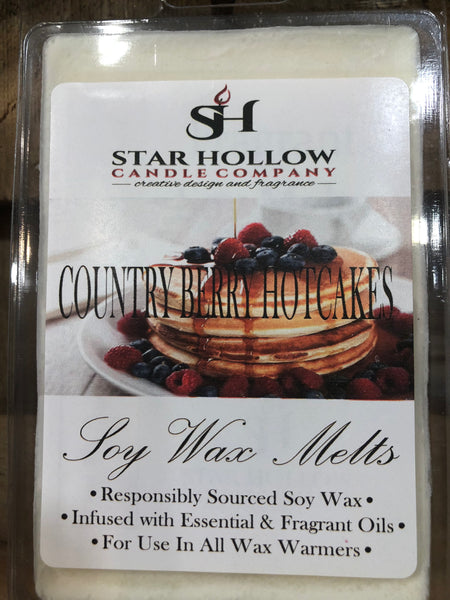 SH
STAR HOLLOW
CANDLE COMPANY
creative design and fragrance
COUNTRY BERRY HOTCAKES
Soy Wax Melts
• Responsibly Sourced Soy Wax •
• Infused with Essential & Fragrant Oils •
• For Use In All Wax Warmers •